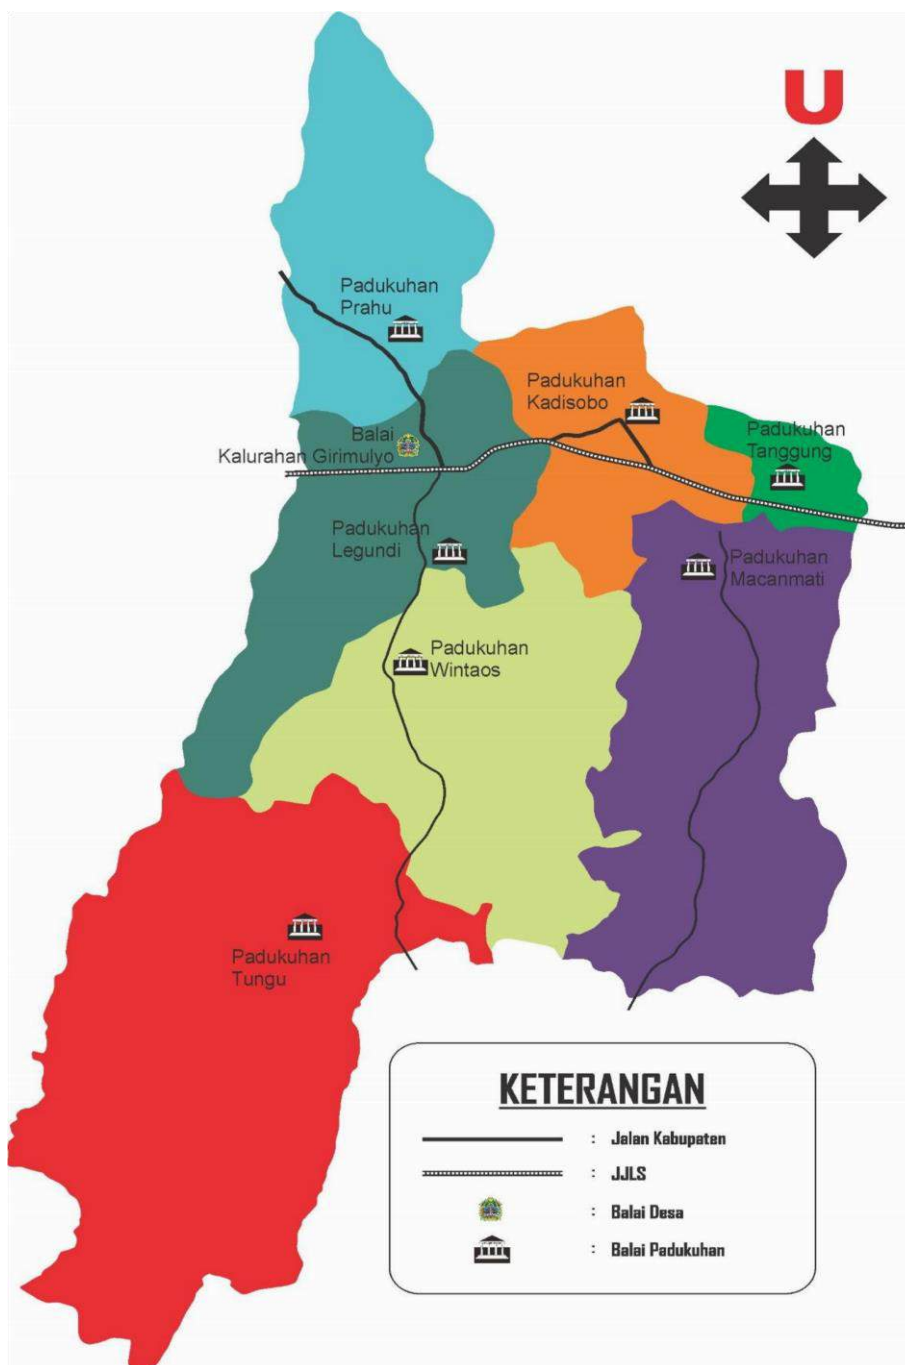 U
Padukuhan
Prahu
Padukuhan
Kadisobo
Padukuhan
Tanggung
Balai
Kalurahan Girimulyo
Padukuhan
Legundi
Padukuhan
Macanmati
Padukuhan
Wintaos
Padukuhan
Tungu
KETERANGAN
: Jalan Kabupaten
: JJLS
: Balai Desa
: Balai Padukuhan